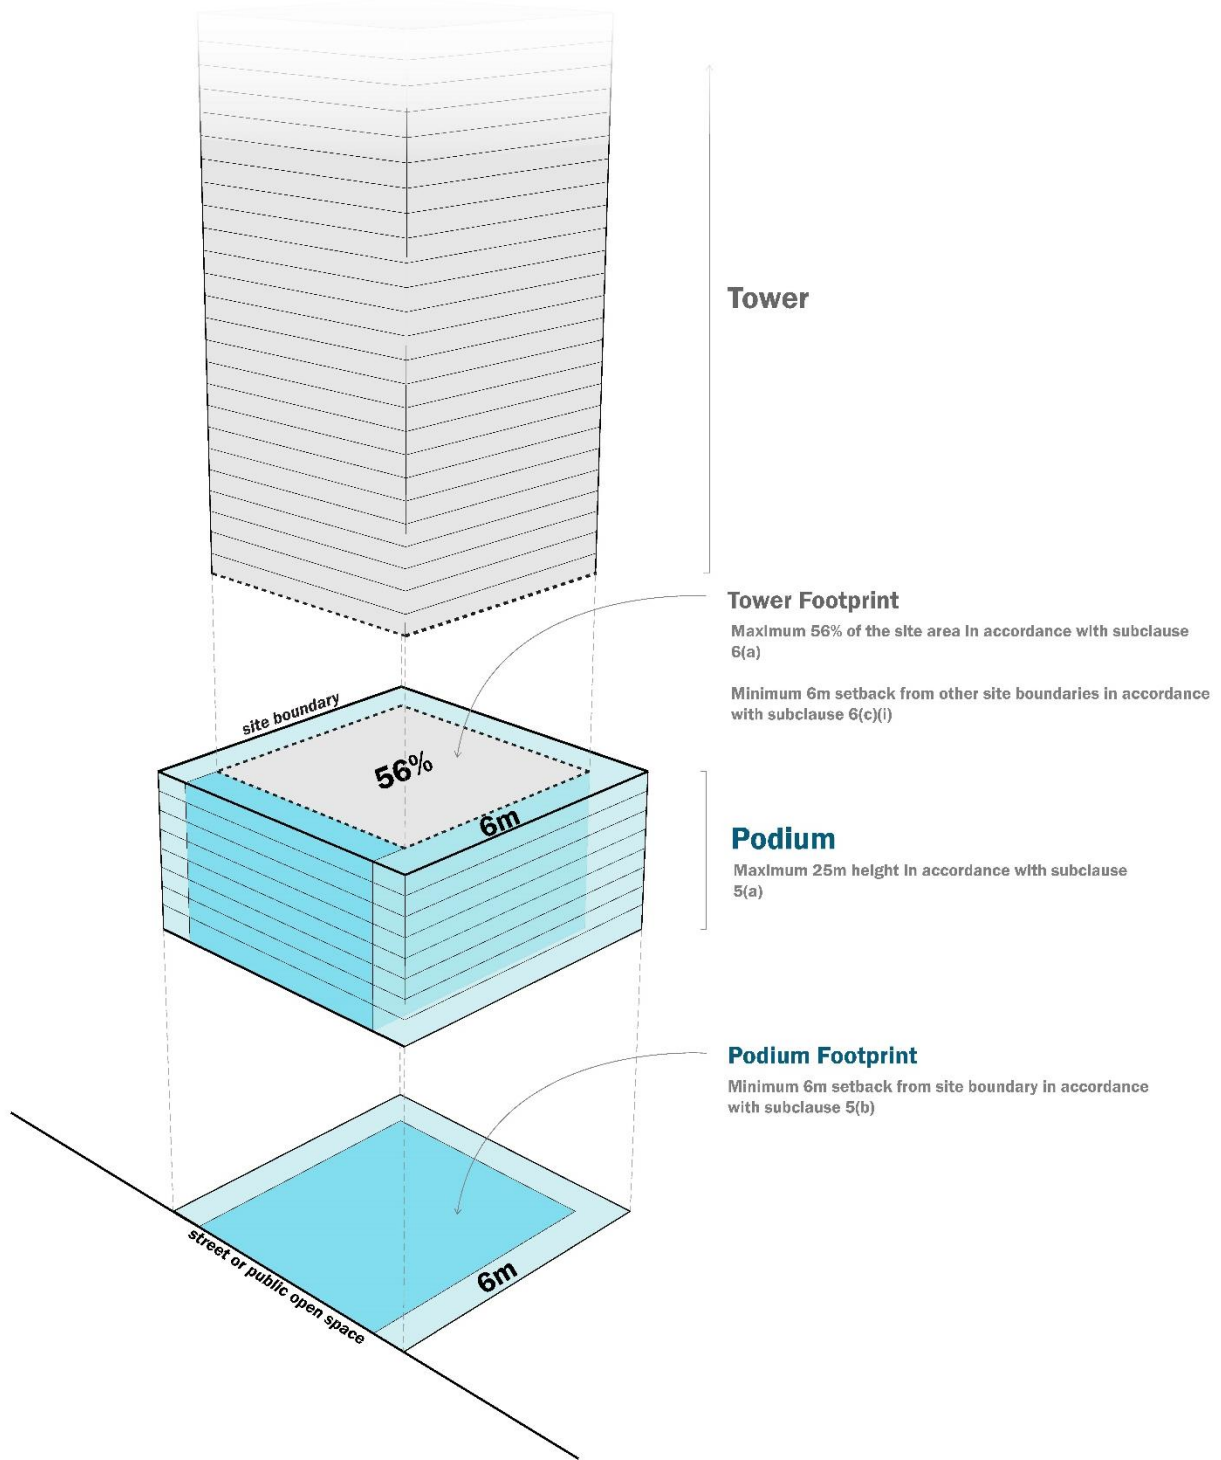 Tower
Tower Footprint
Maximum 56% of the site area in accordance with subclause
6(a)
Minimum 6m setback from other site boundaries in accordance
with subclause 6(c)(i)
site boundary
56%
6m
Podium
Maximum 25m height in accordance with subclause
5(a)
Podium Footprint
Minimum 6m setback from site boundary in accordance
with subclause 5(b)
street or public open space
6m